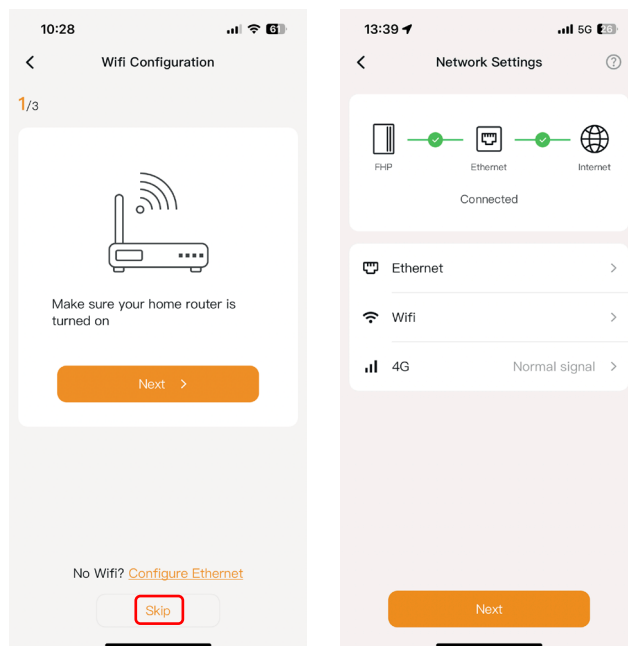 10:28
61
Wifi Configuration
1/3
Make sure your home router is
turned on
Next
No Wifi? Configure Ethernet
Skip
13:39
5G 26
Network Settings
?
FHP
Ethernet
Internet
Connected
Ethernet
Wifi
4G Normal signal
Next